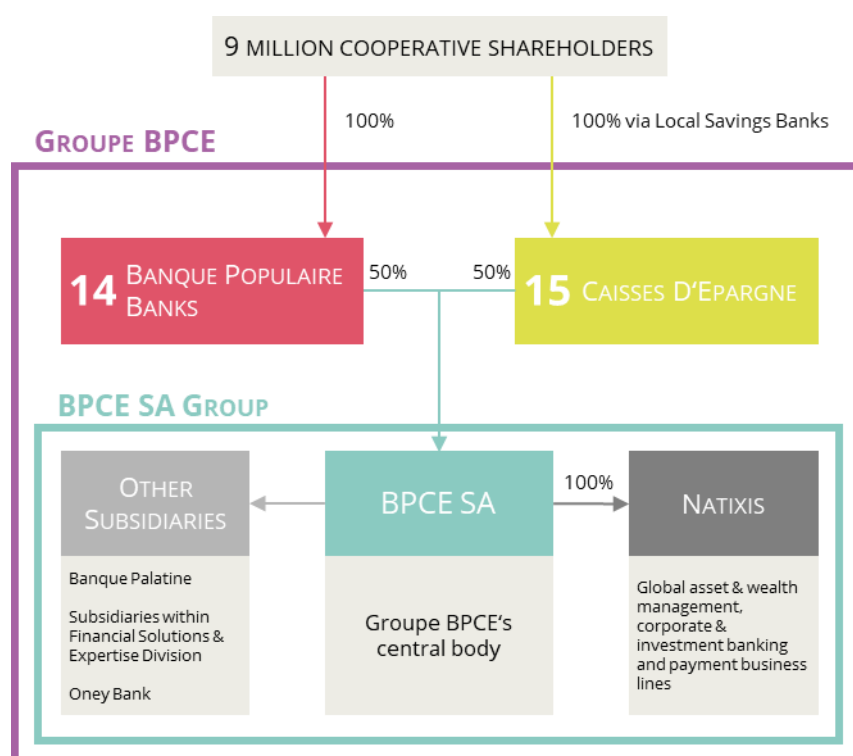 9 MILLION COOPERATIVE SHAREHOLDERS
100%
100% via Local Savings Banks
GROUPE BPCE
14 BANQUE POPULAIRE
BANKS
50%
50%
15 CAISSES D‘EPARGNE
BPCE SA GROUP
OTHER
SUBSIDIARIES
BPCE SA
100%
NATIXIS
Banque Palatine
Subsidiaries within
Financial Solutions &
Expertise Division
Oney Bank
Groupe BPCE‘s
central body
Global asset & wealth
management,
corporate &
investment banking
and payment business
lines